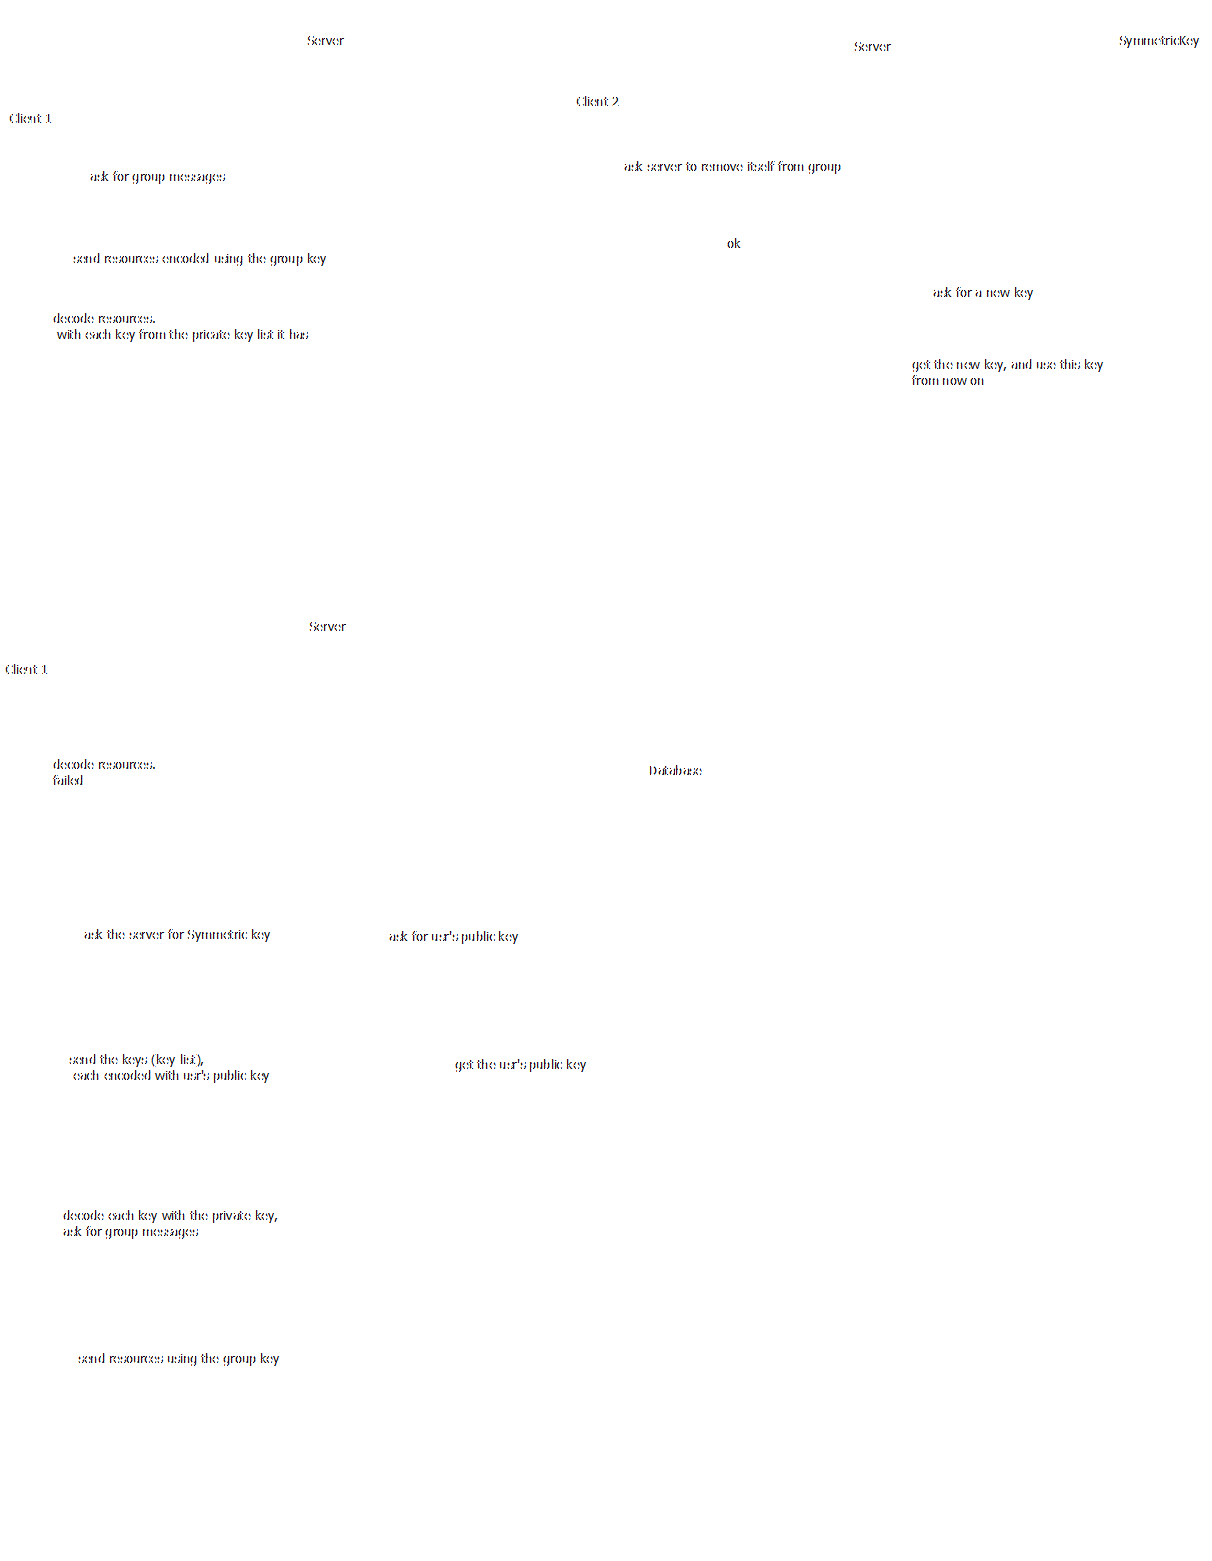 Server
Client 1
ask for group messages
send resources encoded using the group key
decode resources.
with each key from the private key list it has
Server
SymmetricKey
Client 2
ask server to remove itself from group
ok
ask for a new key
get the new key, and use this key
from now on
Server
Client 1
decode resources.
failed
Database
ask the server for Symmetric key
ask for usr's public key
send the keys (key list),
each encoded with usr's public key
get the usr's public key
decode each key with the private key,
ask for group messages
send resources using the group key